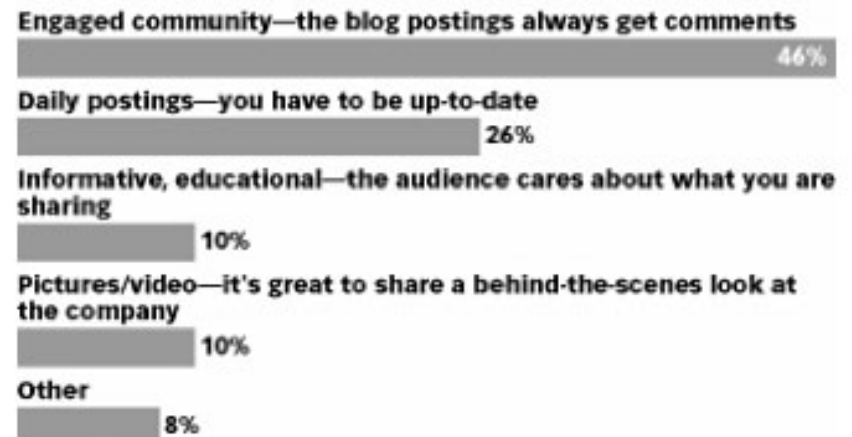 Engaged community—the blog postings always get comments
46%
Daily postings—you have to be up-to-date
26%
Informative, educational—the audience cares about what you are
sharing
10%
Pictures/video—it's great to share a behind-the-scenes look at
the company
10%
Other
8%